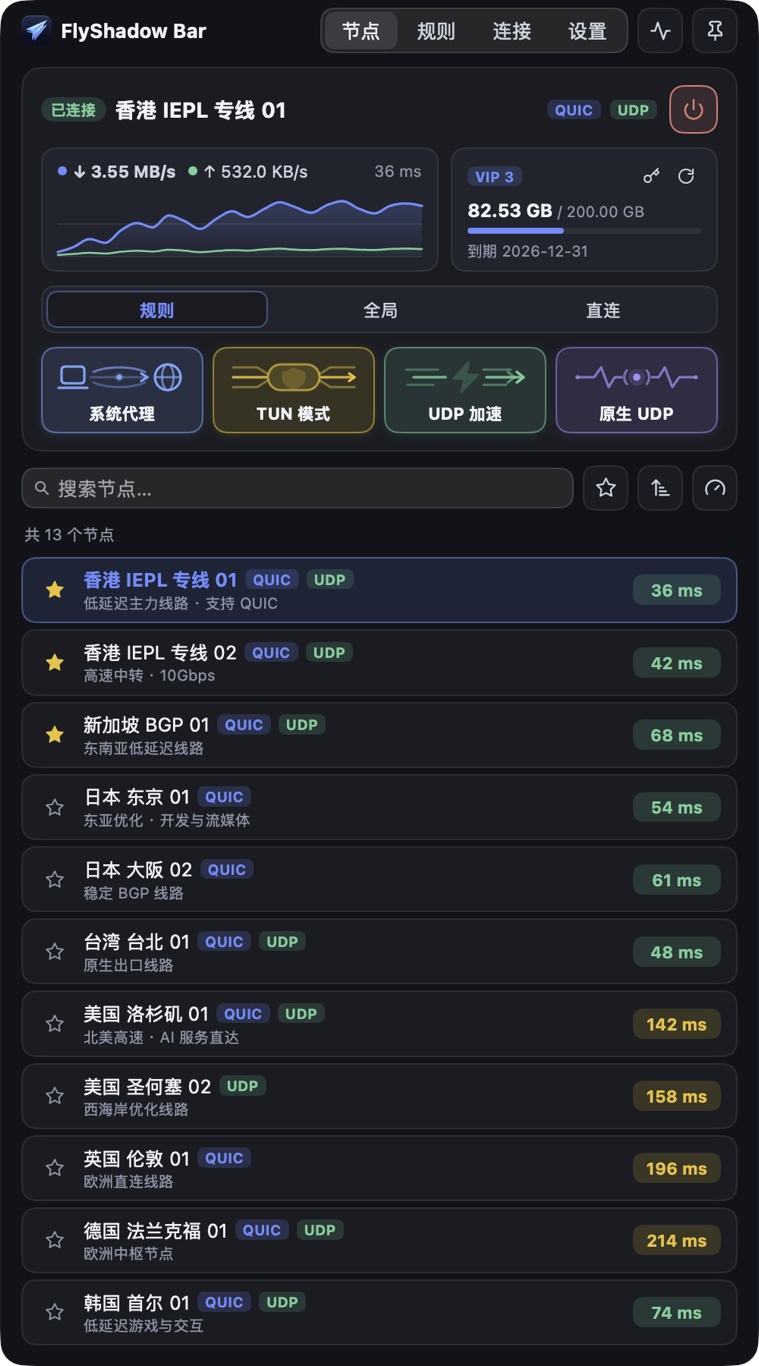 FlyShadow Bar 节点 规则 连接 设置
已连接 香港 IEPL 专线 01 QUIC UDP
↓ 3.55 MB/s ↑ 532.0 KB/s 36 ms
VIP 3
82.53 GB / 200.00 GB
到期 2026-12-31
规则 全局 直连
系统代理 TUN 模式 UDP 加速 原生 UDP
搜索节点...
共 13 个节点
香港 IEPL 专线 01 QUIC UDP
低延迟主力线路 · 支持 QUIC
36 ms
香港 IEPL 专线 02 QUIC UDP
高速中转 · 10Gbps
42 ms
新加坡 BGP 01 QUIC UDP
东南亚低延迟线路
68 ms
日本 东京 01 QUIC
东亚优化 · 开发与流媒体
54 ms
日本 大阪 02 QUIC
稳定 BGP 线路
61 ms
台湾 台北 01 QUIC UDP
原生出口线路
48 ms
美国 洛杉矶 01 QUIC UDP
北美高速 · AI 服务直达
142 ms
美国 圣何塞 02 UDP
西海岸优化线路
158 ms
英国 伦敦 01 QUIC
欧洲直连线路
196 ms
德国 法兰克福 01 QUIC UDP
欧洲中枢节点
214 ms
韩国 首尔 01 QUIC UDP
低延迟游戏与交互
74 ms